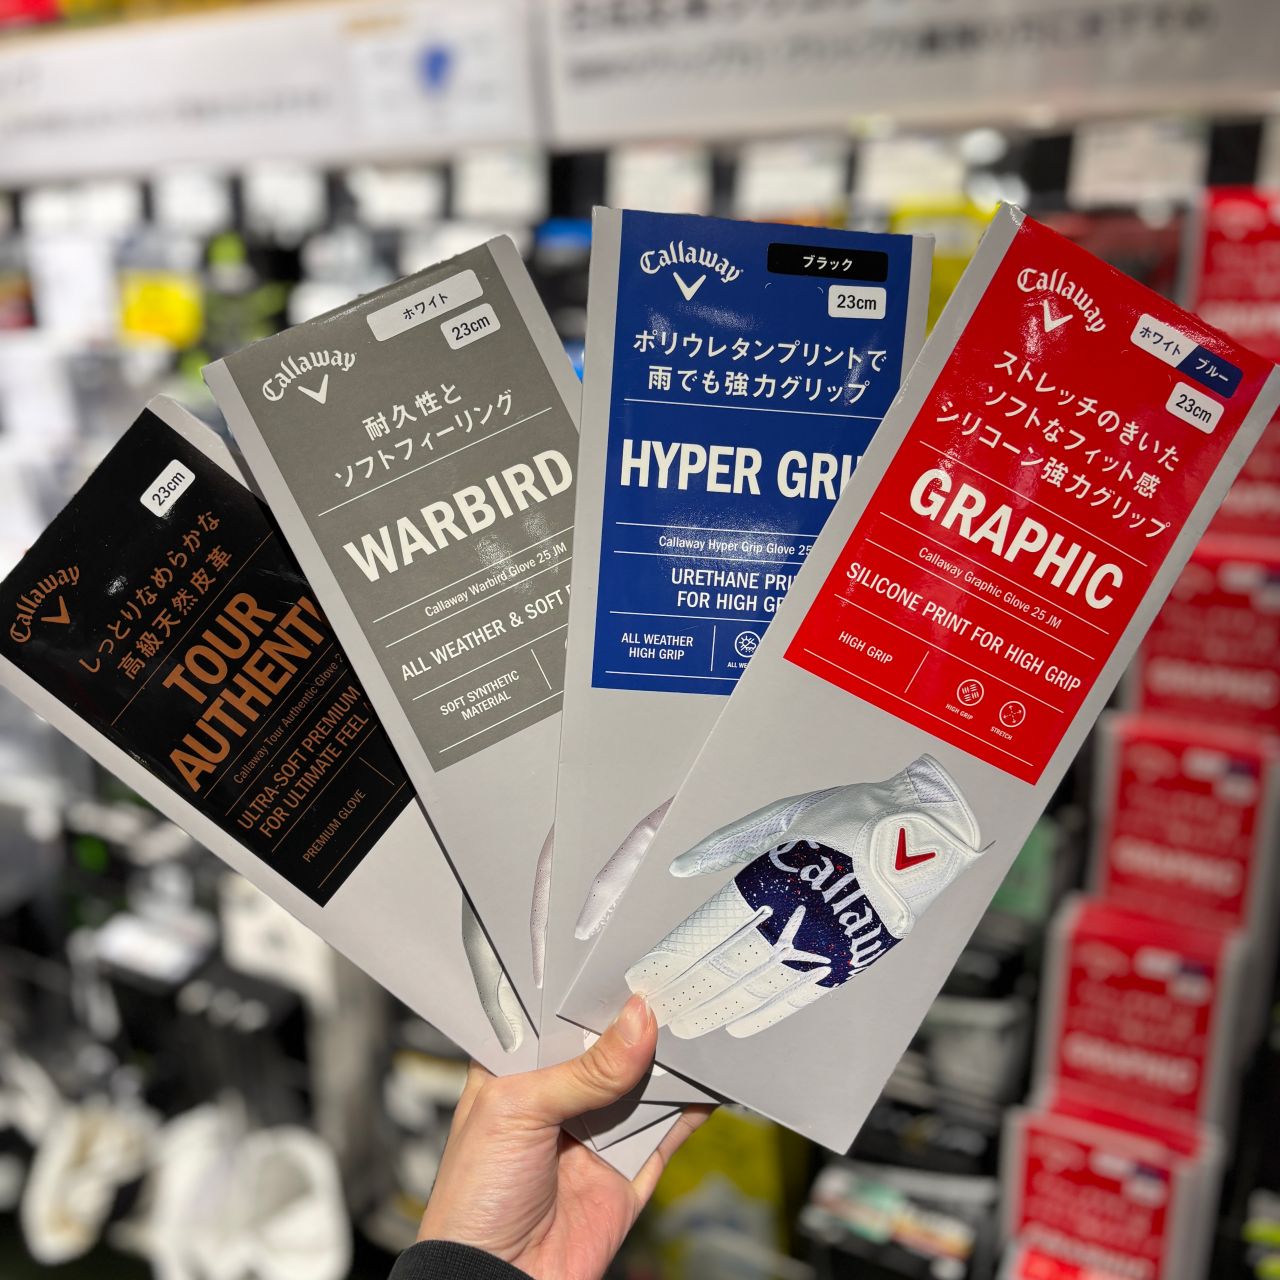 23cm
Callaway
しっとりなめらかな
高級天然皮革
TOUR
Callaway Tour Authentic Glove
ULTRA-SOFT PREMIUM
FOR ULTIMATE FEEL
PREMIUM GLOVE
ホワイト
23cm
Callaway
耐久性と
ソフトフィーリング
WARBIRD
Callaway Warbird Glove 25 JM
ALL WEATHER & SOFT
SOFT SYNTHETIC
MATERIAL
Callaway
ブラック
23cm
ポリウレタンプリントで
雨でも強力グリップ
HYPER
Callaway Hyper Grip Glove 25
URETHANE
FOR HIGH
ALL WEATHER
HIGH GRIP
Callaway
ホワイト ブルー
23cm
ストレッチのきいた
ソフトなフィット感
シリコーン強力グリップ
GRAPHIC
Callaway Graphic Glove 25 JM
SILICONE PRINT FOR HIGH GRIP
HIGH GRIP
HIGH GRIP
STRETCH
Callaway